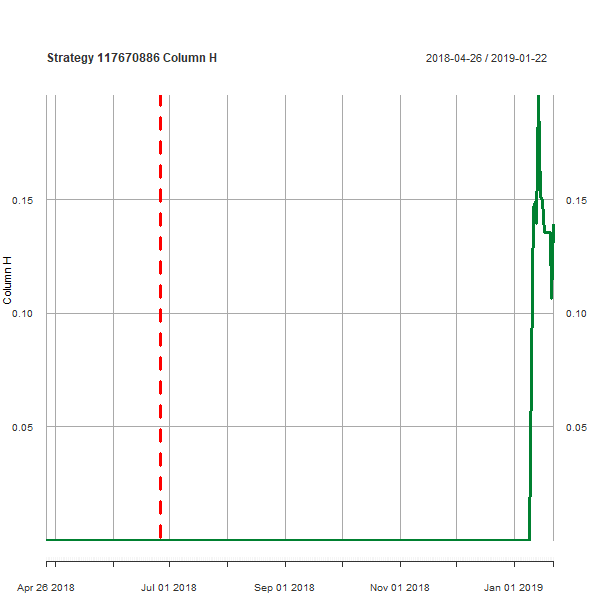 Strategy 117670886 Column H
2018-04-26 / 2019-01-22
0.15
0.15
Column H
0.10
0.10
0.05
0.05
Apr 26 2018
Jul 01 2018
Sep 01 2018
Nov 01 2018
Jan 01 2019